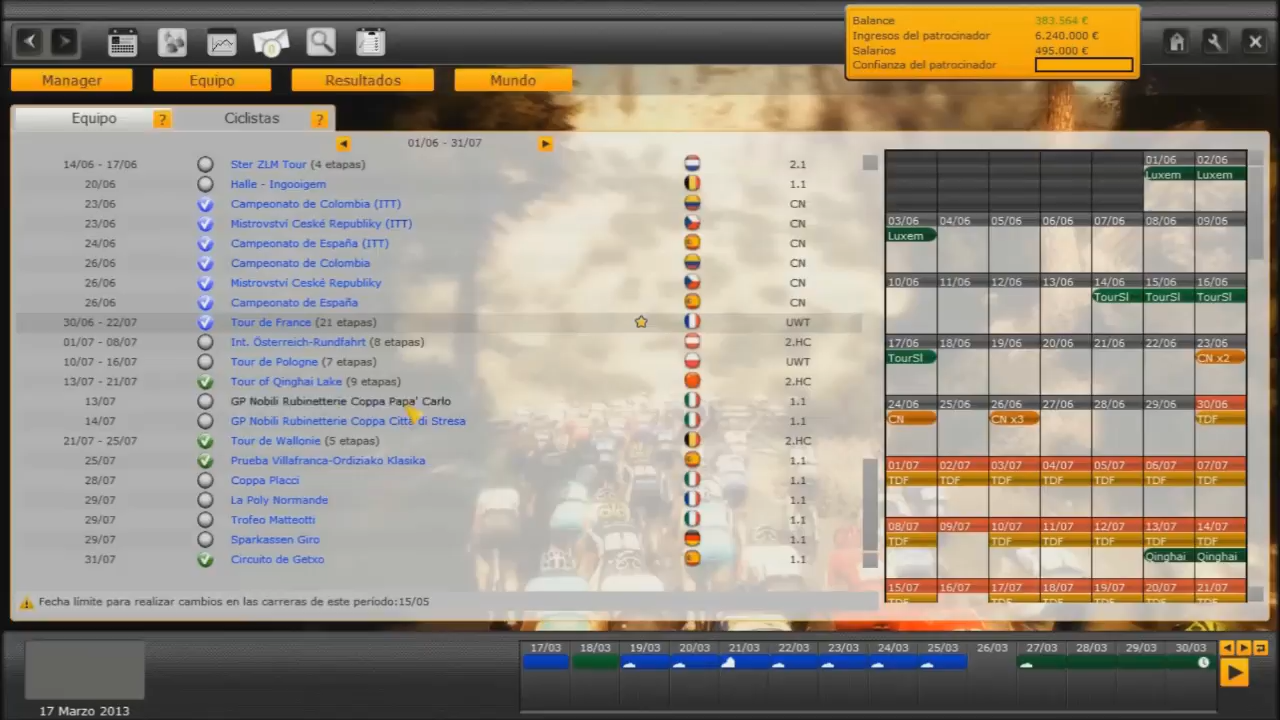 Balance 383.564 €
Ingresos del patrocinador 6.240.000 €
Salarios 495.000 €
Confianza del patrocinador
0
Manager Equipo Resultados Mundo
Equipo ? Ciclistas ?
01/06 - 31/07
14/06 - 17/06 Ster ZLM Tour (4 etapas) 2.1
20/06 Halle - Ingooigem 1.1
23/06 Campeonato de Colombia (ITT) CN
23/06 Mistrovství Ceské Republiky (ITT) CN
24/06 Campeonato de España (ITT) CN
26/06 Campeonato de Colombia CN
26/06 Mistrovství Ceské Republiky CN
26/06 Campeonato de España CN
30/06 - 22/07 Tour de France (21 etapas) UWT
01/07 - 08/07 Int. Österreich-Rundfahrt (8 etapas) 2.HC
10/07 - 16/07 Tour de Pologne (7 etapas) UWT
13/07 - 21/07 Tour of Qinghai Lake (9 etapas) 2.HC
13/07 GP Nobili Rubinetterie Coppa Papa' Carlo 1.1
14/07 GP Nobili Rubinetterie Coppa Città di Stresa 1.1
21/07 - 25/07 Tour de Wallonie (5 etapas) 2.HC
25/07 Prueba Villafranca-Ordiziako Klasika 1.1
28/07 Coppa Placci 1.1
29/07 La Poly Normande 1.1
29/07 Trofeo Matteotti 1.1
29/07 Sparkassen Giro 1.1
31/07 Circuito de Getxo 1.1
Fecha límite para realizar cambios en las carreras de este período:15/05
01/06 02/06
Luxem Luxem
03/06 04/06 05/06 06/06 07/06 08/06 09/06
Luxem
10/06 11/06 12/06 13/06 14/06 15/06 16/06
TourSl TourSl TourSl
17/06 18/06 19/06 20/06 21/06 22/06 23/06
TourSl CN x2
24/06 25/06 26/06 27/06 28/06 29/06 30/06
CN CN x3 TDF
01/07 02/07 03/07 04/07 05/07 06/07 07/07
TDF TDF TDF TDF TDF TDF TDF
08/07 09/07 10/07 11/07 12/07 13/07 14/07
TDF TDF TDF TDF TDF TDF
Qinghai Qinghai
15/07 16/07 17/07 18/07 19/07 20/07 21/07
TDF TDF TDF TDF TDF TDF
17/03 18/03 19/03 20/03 21/03 22/03 23/03 24/03 25/03 26/03 27/03 28/03 29/03 30/03
17 Marzo 2013